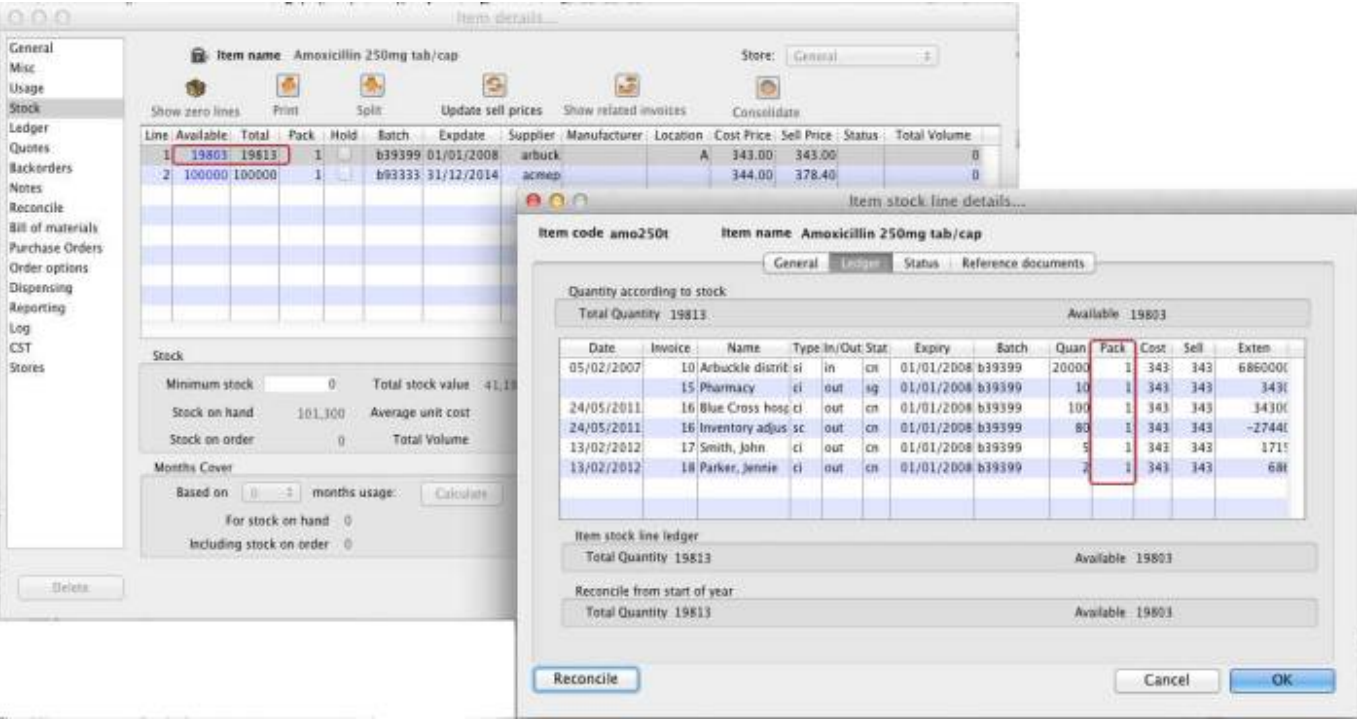 Item details...
General
Misc
Usage
Stock
Ledger
Quotes
Backorders
Notes
Reconcile
Bill of materials
Purchase Orders
Order options
Dispensing
Reporting
Log
CST
Stores
Delete
Item name Amoxicillin 250mg tab/cap Store: General
Show zero lines Print Split Update sell prices Show related invoices Consolidate
Line Available Total Pack Hold Batch Expdate Supplier Manufacturer Location Cost Price Sell Price Status Total Volume
1 19803 19813 1 b39399 01/01/2008 arbuck A 343.00 343.00 0
2 100000 100000 1 b93333 31/12/2014 acmep 344.00 378.40 0
Stock
Minimum stock 0 Total stock value
Stock on hand 101,300 Average unit cost
Stock on order 0 Total Volume
Months Cover
Based on 0 months usage: Calculate
For stock on hand 0
Including stock on order 0
Item stock line details...
Item code amo250t Item name Amoxicillin 250mg tab/cap
General Ledger Status Reference documents
Quantity according to stock
Total Quantity 19813 Available 19803
Date Invoice Name Type In/Out Stat Expiry Batch Quan Pack Cost Sell Exten
05/02/2007 10 Arbuckle distrib si in cn 01/01/2008 b39399 20000 1 343 343 686000
15 Pharmacy ci out sg 01/01/2008 b39399 10 1 343 343 343
24/05/2011 16 Blue Cross hosp ci out cn 01/01/2008 b39399 100 1 343 343 3430
24/05/2011 16 Inventory adjus sc out cn 01/01/2008 b39399 80 1 343 343 -2744
13/02/2012 17 Smith, John ci out cn 01/01/2008 b39399 5 1 343 343 1715
13/02/2012 18 Parker, Jennie ci out cn 01/01/2008 b39399 2 1 343 343 686
Item stock line ledger
Total Quantity 19813 Available 19803
Reconcile from start of year
Total Quantity 19813 Available 19803
Reconcile Cancel OK